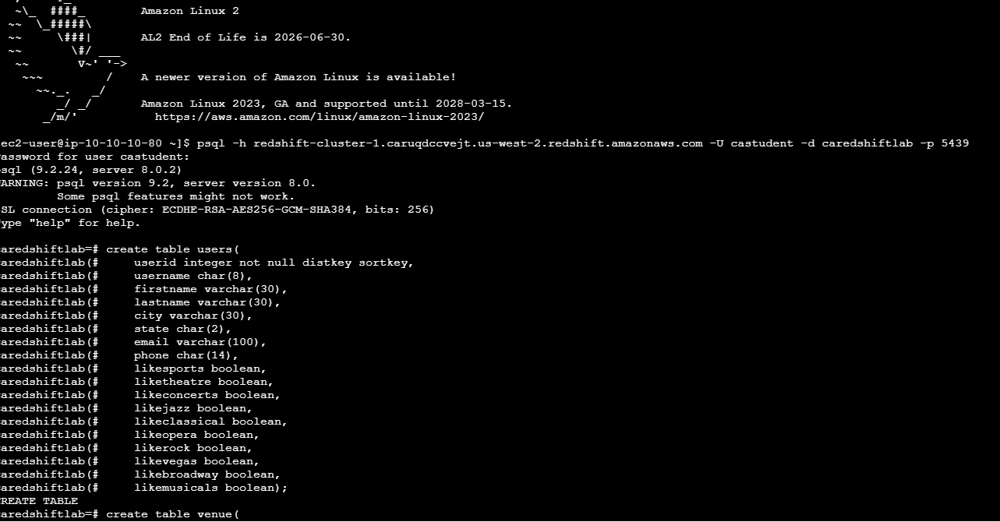 ,     #_
~\_  ####_        Amazon Linux 2
~~  \_#####\
~~     \###|       AL2 End of Life is 2026-06-30.
~~       \#/ ___
~~       V~' '->
~~~         /    A newer version of Amazon Linux is available!
~~._.   _/
_/ _/       Amazon Linux 2023, GA and supported until 2028-03-15.
_/m/'           https://aws.amazon.com/linux/amazon-linux-2023/
ec2-user@ip-10-10-10-80 ~]$ psql -h redshift-cluster-1.caruqdccvejt.us-west-2.redshift.amazonaws.com -U castudent -d caredshiftlab -p 5439
assword for user castudent:
sql (9.2.24, server 8.0.2)
ARNING: psql version 9.2, server version 8.0.
Some psql features might not work.
SL connection (cipher: ECDHE-RSA-AES256-GCM-SHA384, bits: 256)
ype "help" for help.
aredshiftlab=# create table users(
aredshiftlab(#     userid integer not null distkey sortkey,
aredshiftlab(#     username char(8),
aredshiftlab(#     firstname varchar(30),
aredshiftlab(#     lastname varchar(30),
aredshiftlab(#     city varchar(30),
aredshiftlab(#     state char(2),
aredshiftlab(#     email varchar(100),
aredshiftlab(#     phone char(14),
aredshiftlab(#     likesports boolean,
aredshiftlab(#     liketheatre boolean,
aredshiftlab(#     likeconcerts boolean,
aredshiftlab(#     likejazz boolean,
aredshiftlab(#     likeclassical boolean,
aredshiftlab(#     likeopera boolean,
aredshiftlab(#     likerock boolean,
aredshiftlab(#     likevegas boolean,
aredshiftlab(#     likebroadway boolean,
aredshiftlab(#     likemusicals boolean);
REATE TABLE
aredshiftlab=# create table venue(